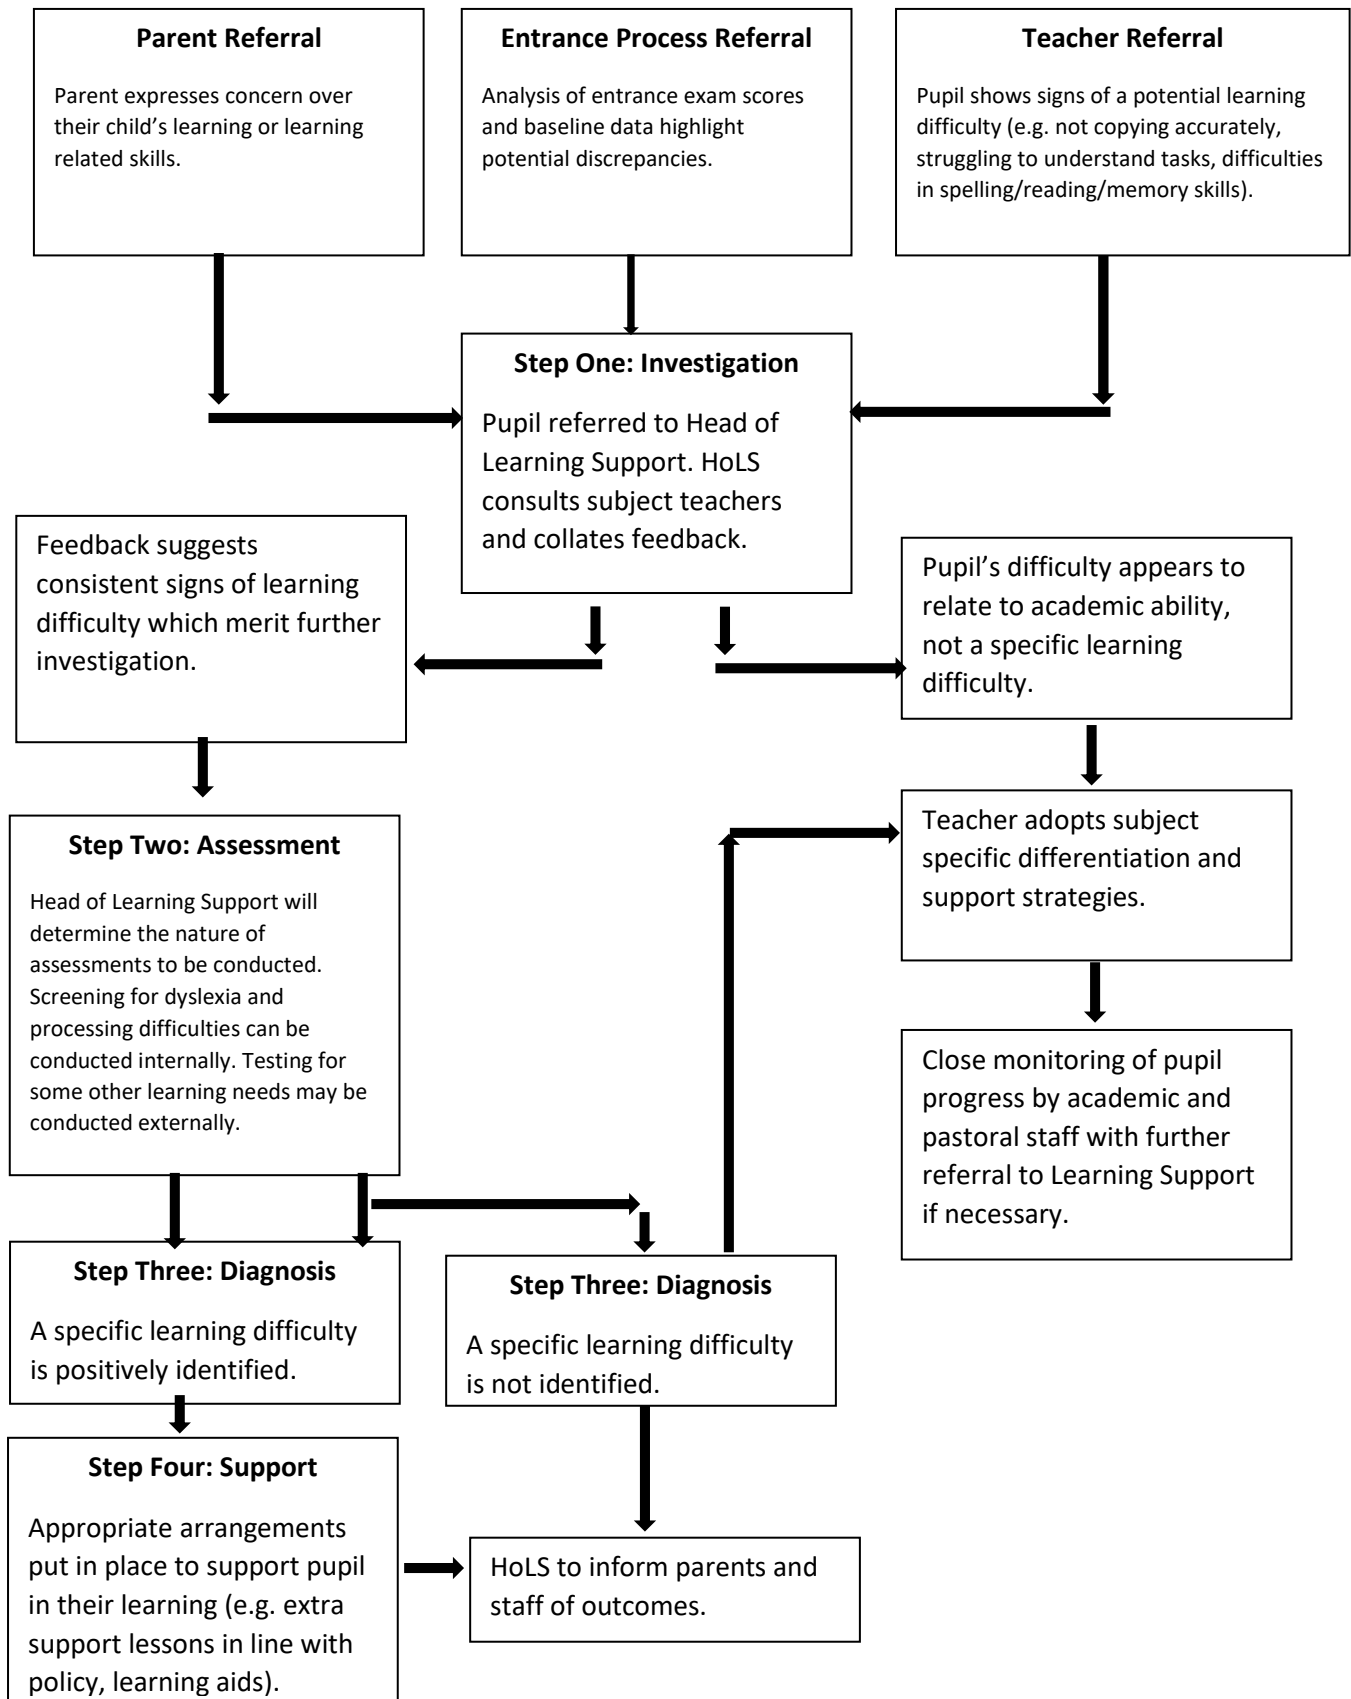 Parent Referral
Parent expresses concern over
their child’s learning or learning
related skills.
Entrance Process Referral
Analysis of entrance exam scores
and baseline data highlight
potential discrepancies.
Teacher Referral
Pupil shows signs of a potential learning
difficulty (e.g. not copying accurately,
struggling to understand tasks, difficulties
in spelling/reading/memory skills).
Step One: Investigation
Pupil referred to Head of
Learning Support. HoLS
consults subject teachers
and collates feedback.
Feedback suggests
consistent signs of learning
difficulty which merit further
investigation.
Pupil’s difficulty appears to
relate to academic ability,
not a specific learning
difficulty.
Step Two: Assessment
Head of Learning Support will
determine the nature of
assessments to be conducted.
Screening for dyslexia and
processing difficulties can be
conducted internally. Testing for
some other learning needs may be
conducted externally.
Teacher adopts subject
specific differentiation and
support strategies.
Close monitoring of pupil
progress by academic and
pastoral staff with further
referral to Learning Support
if necessary.
Step Three: Diagnosis
A specific learning difficulty
is positively identified.
Step Three: Diagnosis
A specific learning difficulty
is not identified.
Step Four: Support
Appropriate arrangements
put in place to support pupil
in their learning (e.g. extra
support lessons in line with
policy, learning aids).
HoLS to inform parents and
staff of outcomes.